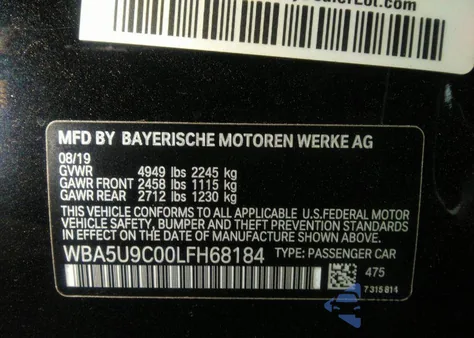 MFD BY BAYERISCHE MOTOREN WERKE AG
08/19
GVWR 4949 lbs 2245 kg
GAWR FRONT 2458 lbs 1115 kg
GAWR REAR 2712 lbs 1230 kg
THIS VEHICLE CONFORMS TO ALL APPLICABLE U.S.FEDERAL MOTOR
VEHICLE SAFETY, BUMPER AND THEFT PREVENTION STANDARDS
IN EFFECT ON THE DATE OF MANUFACTURE SHOWN ABOVE.
WBA5U9C00LFH68184 TYPE: PASSENGER CAR
475
7315814